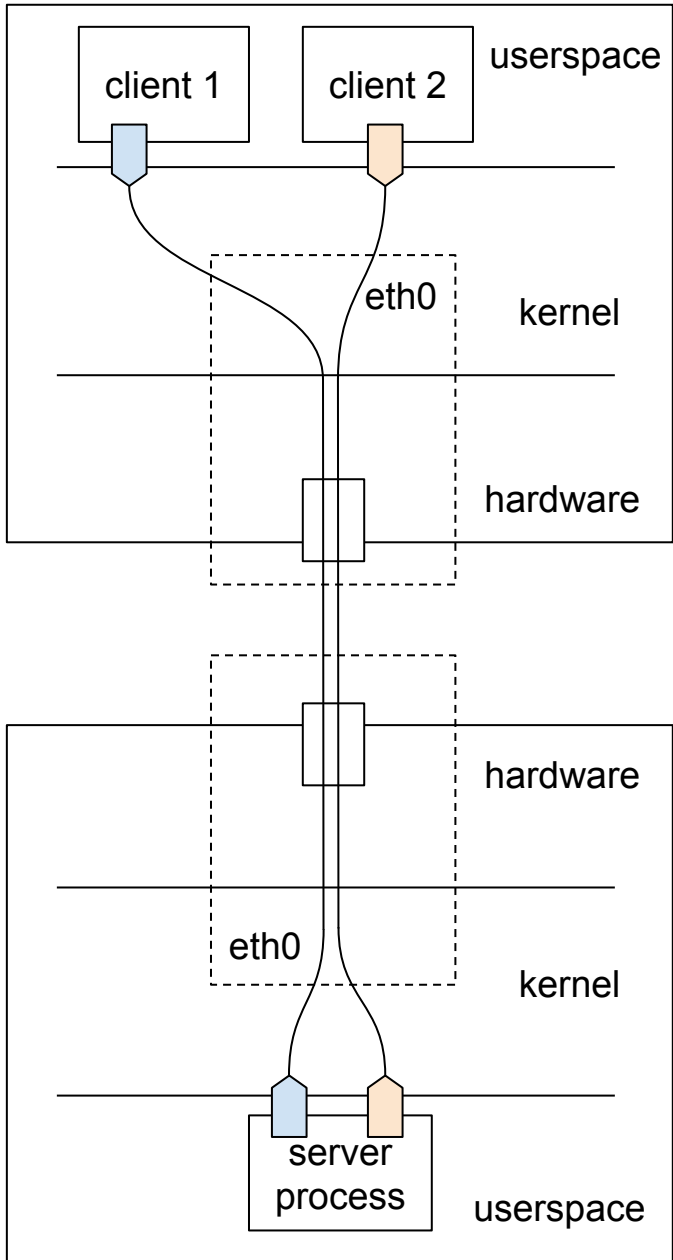 userspace
client 1
client 2
eth0
kernel
hardware
hardware
eth0
kernel
server
process
userspace